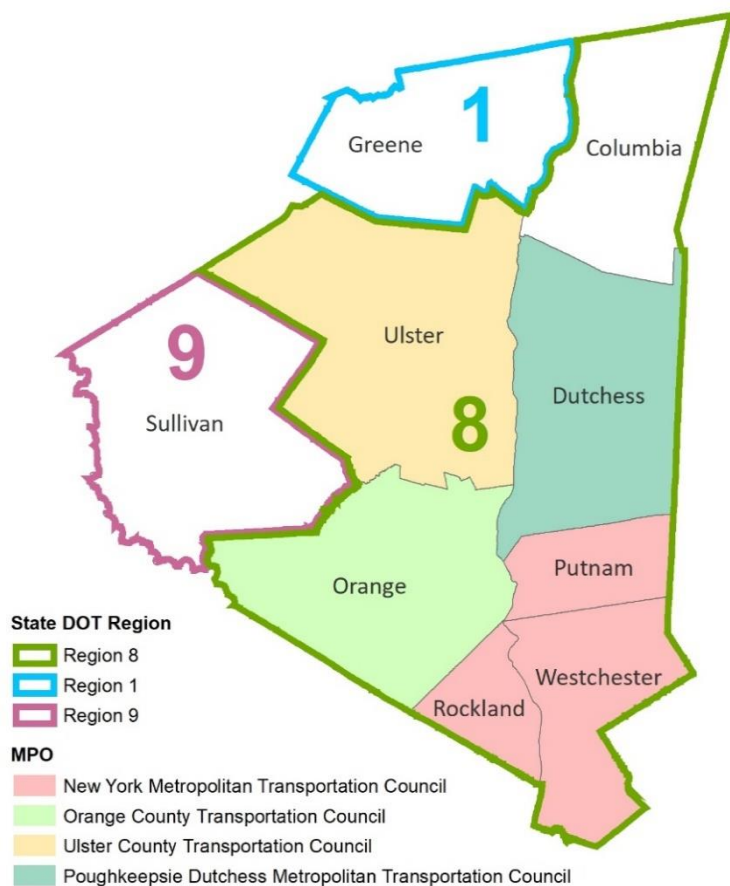 1
Greene
Columbia
9
Sullivan
Ulster
8
Dutchess
Orange
Putnam
Westchester
Rockland
State DOT Region
Region 8
Region 1
Region 9
MPO
New York Metropolitan Transportation Council
Orange County Transportation Council
Ulster County Transportation Council
Poughkeepsie Dutchess Metropolitan Transportation Council